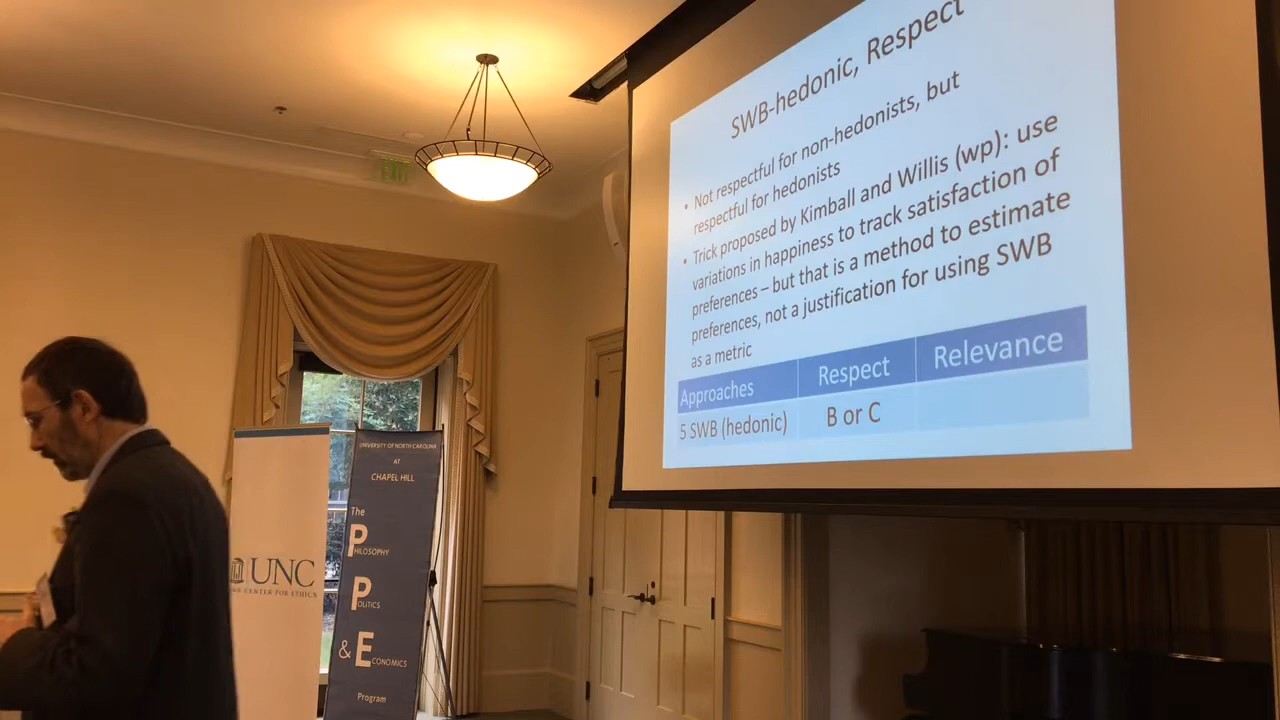 EXIT
SWB-hedonic, Respect
• Not respectful for non-hedonists, but
respectful for hedonists
• Trick proposed by Kimball and Willis (wp): use
variations in happiness to track satisfaction of
preferences – but that is a method to estimate
preferences, not a justification for using SWB
as a metric
Approaches Respect Relevance
5 SWB (hedonic) B or C
UNC
CENTER FOR ETHICS
UNIVERSITY OF NORTH CAROLINA
AT
CHAPEL HILL
The
PHILOSOPHY
POLITICS
& ECONOMICS
Program